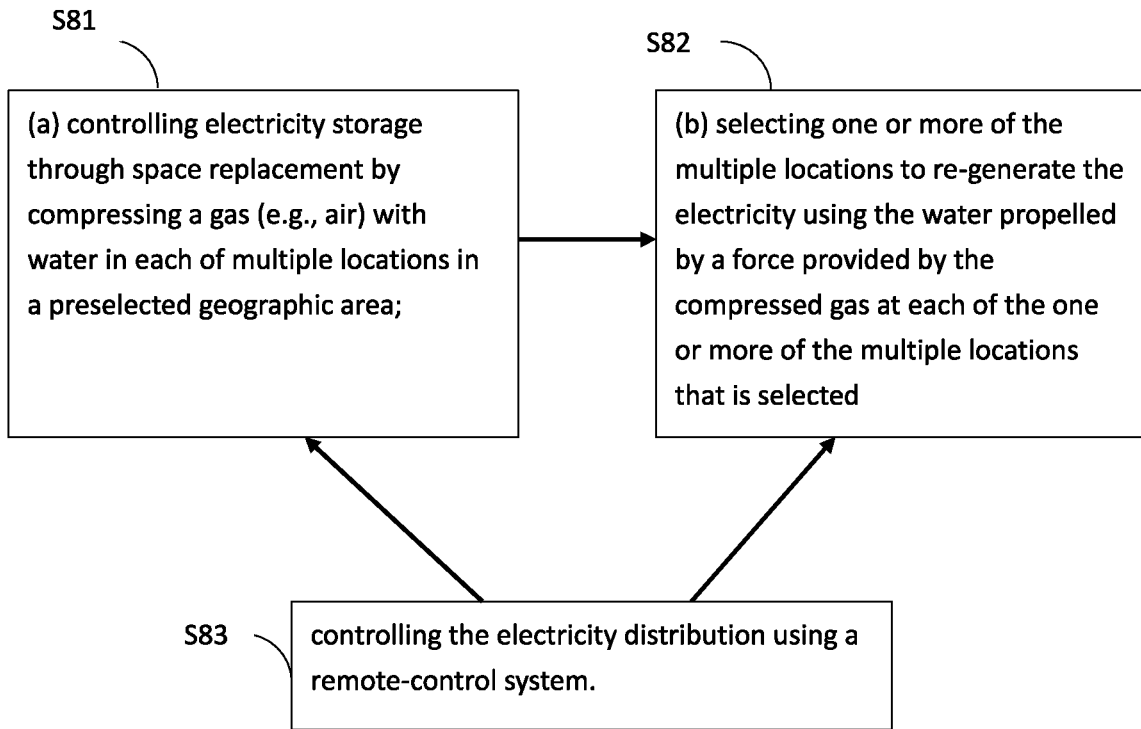 S81
(a) controlling electricity storage
through space replacement by
compressing a gas (e.g., air) with
water in each of multiple locations in
a preselected geographic area;
S82
(b) selecting one or more of the
multiple locations to re-generate the
electricity using the water propelled
by a force provided by the
compressed gas at each of the one
or more of the multiple locations
that is selected
S83
controlling the electricity distribution using a
remote-control system.